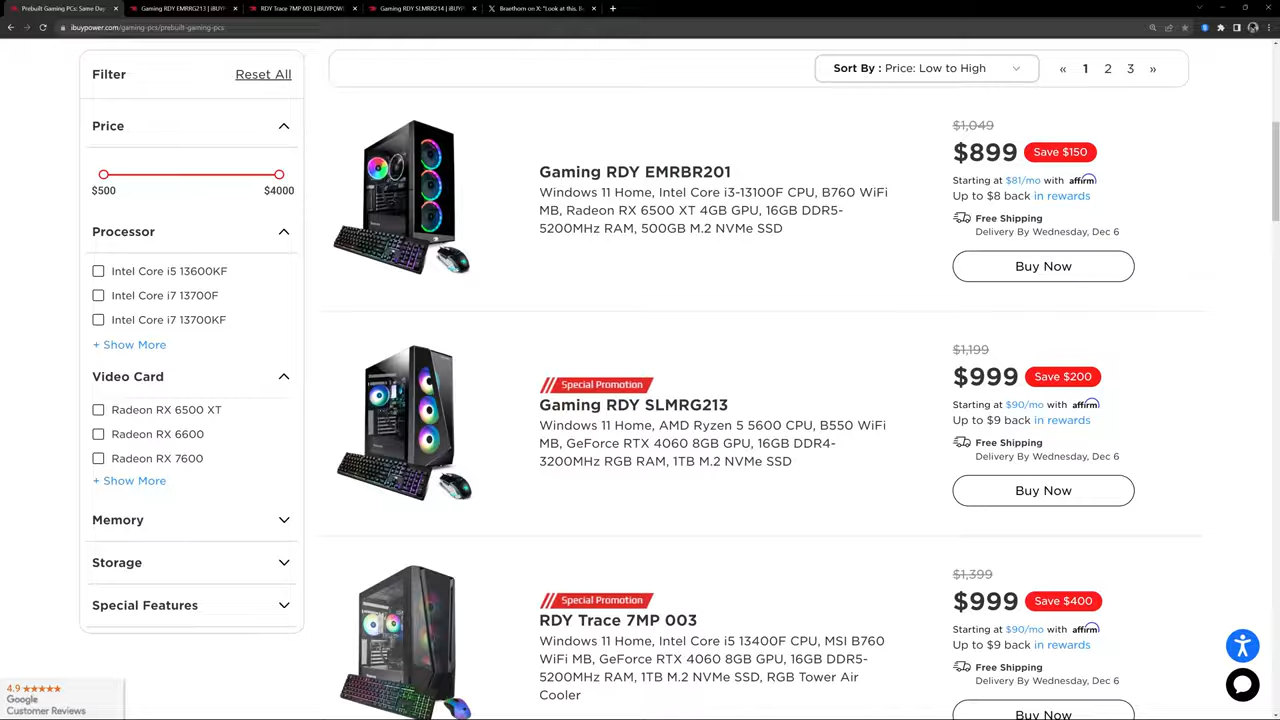 Prebuilt Gaming PCs: Same Day
Gaming RDY EMRRG213 | iBUYP
RDY Trace 7MP 003 | iBUYPOW
Gaming RDY SLMRR214 | iBUYP
Braethorn on X: "Look at this. B
ibuypower.com/gaming-pcs/prebuilt-gaming-pcs
Filter
Reset All
Price
$500
$4000
Processor
Intel Core i5 13600KF
Intel Core i7 13700F
Intel Core i7 13700KF
+ Show More
Video Card
Radeon RX 6500 XT
Radeon RX 6600
Radeon RX 7600
+ Show More
Memory
Storage
Special Features
4.9 ★★★★★
Google
Customer Reviews
Sort By : Price: Low to High
« 1 2 3 »
Gaming RDY EMRBR201
Windows 11 Home, Intel Core i3-13100F CPU, B760 WiFi
MB, Radeon RX 6500 XT 4GB GPU, 16GB DDR5-
5200MHz RAM, 500GB M.2 NVMe SSD
$1,049
$899 Save $150
Starting at $81/mo with affirm
Up to $8 back in rewards
Free Shipping
Delivery By Wednesday, Dec 6
Buy Now
Special Promotion
Gaming RDY SLMRG213
Windows 11 Home, AMD Ryzen 5 5600 CPU, B550 WiFi
MB, GeForce RTX 4060 8GB GPU, 16GB DDR4-
3200MHz RGB RAM, 1TB M.2 NVMe SSD
$1,199
$999 Save $200
Starting at $90/mo with affirm
Up to $9 back in rewards
Free Shipping
Delivery By Wednesday, Dec 6
Buy Now
Special Promotion
RDY Trace 7MP 003
Windows 11 Home, Intel Core i5 13400F CPU, MSI B760
WiFi MB, GeForce RTX 4060 8GB GPU, 16GB DDR5-
5200MHz RAM, 1TB M.2 NVMe SSD, RGB Tower Air
Cooler
$1,399
$999 Save $400
Starting at $90/mo with affirm
Up to $9 back in rewards
Free Shipping
Delivery By Wednesday, Dec 6
Buy Now